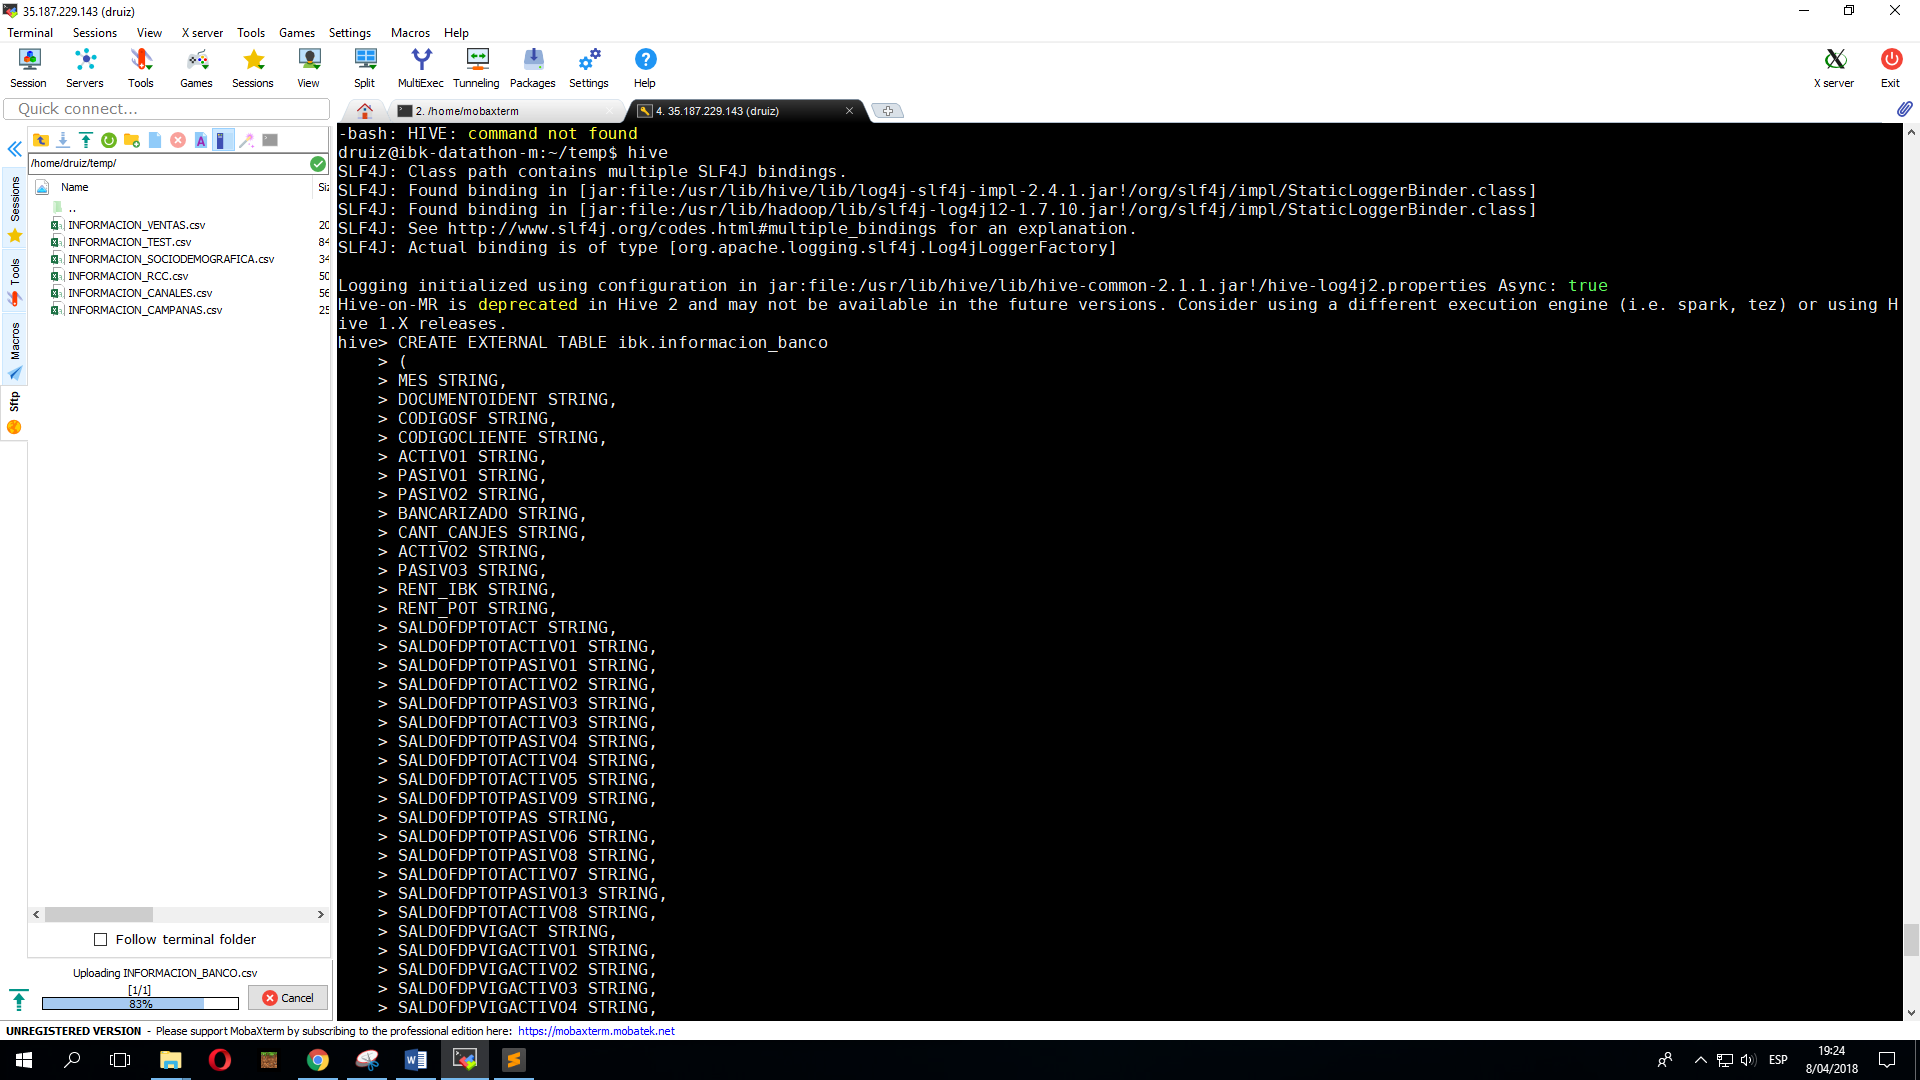 35.187.229.143 (druiz)
Terminal Sessions View X server Tools Games Settings Macros Help
Session Servers Tools Games Sessions View Split MultiExec Tunneling Packages Settings Help X server Exit
Quick connect...
2. /home/mobaxterm
4. 35.187.229.143 (druiz)
/home/druiz/temp/
Name
..
INFORMACION_VENTAS.csv 20
INFORMACION_TEST.csv 84
INFORMACION_SOCIODEMOGRAFICA.csv 34
INFORMACION_RCC.csv 50
INFORMACION_CANALES.csv 56
INFORMACION_CAMPANAS.csv 25
Sessions
Tools
Macros
Sftp
Follow terminal folder
Uploading INFORMACION_BANCO.csv
[1/1]
83%
Cancel
-bash: HIVE: command not found
druiz@ibk-datathon-m:~/temp$ hive
SLF4J: Class path contains multiple SLF4J bindings.
SLF4J: Found binding in [jar:file:/usr/lib/hive/lib/log4j-slf4j-impl-2.4.1.jar!/org/slf4j/impl/StaticLoggerBinder.class]
SLF4J: Found binding in [jar:file:/usr/lib/hadoop/lib/slf4j-log4j12-1.7.10.jar!/org/slf4j/impl/StaticLoggerBinder.class]
SLF4J: See http://www.slf4j.org/codes.html#multiple_bindings for an explanation.
SLF4J: Actual binding is of type [org.apache.logging.slf4j.Log4jLoggerFactory]
Logging initialized using configuration in jar:file:/usr/lib/hive/lib/hive-common-2.1.1.jar!/hive-log4j2.properties Async: true
Hive-on-MR is deprecated in Hive 2 and may not be available in the future versions. Consider using a different execution engine (i.e. spark, tez) or using H
ive 1.X releases.
hive> CREATE EXTERNAL TABLE ibk.informacion_banco
> (
> MES STRING,
> DOCUMENTOIDENT STRING,
> CODIGOSF STRING,
> CODIGOCLIENTE STRING,
> ACTIVO1 STRING,
> PASIVO1 STRING,
> PASIVO2 STRING,
> BANCARIZADO STRING,
> CANT_CANJES STRING,
> ACTIVO2 STRING,
> PASIVO3 STRING,
> RENT_IBK STRING,
> RENT_POT STRING,
> SALDOFDPTOTACT STRING,
> SALDOFDPTOTACTIVO1 STRING,
> SALDOFDPTOTPASIVO1 STRING,
> SALDOFDPTOTACTIVO2 STRING,
> SALDOFDPTOTPASIVO3 STRING,
> SALDOFDPTOTACTIVO3 STRING,
> SALDOFDPTOTPASIVO4 STRING,
> SALDOFDPTOTACTIVO4 STRING,
> SALDOFDPTOTACTIVO5 STRING,
> SALDOFDPTOTPASIVO9 STRING,
> SALDOFDPTOTPAS STRING,
> SALDOFDPTOTPASIVO6 STRING,
> SALDOFDPTOTPASIVO8 STRING,
> SALDOFDPTOTACTIVO7 STRING,
> SALDOFDPTOTPASIVO13 STRING,
> SALDOFDPTOTACTIVO8 STRING,
> SALDOFDPVIGACT STRING,
> SALDOFDPVIGACTIVO1 STRING,
> SALDOFDPVIGACTIVO2 STRING,
> SALDOFDPVIGACTIVO3 STRING,
> SALDOFDPVIGACTIVO4 STRING,
UNREGISTERED VERSION - Please support MobaXterm by subscribing to the professional edition here: https://mobaxterm.mobatek.net
ESP
19:24
8/04/2018